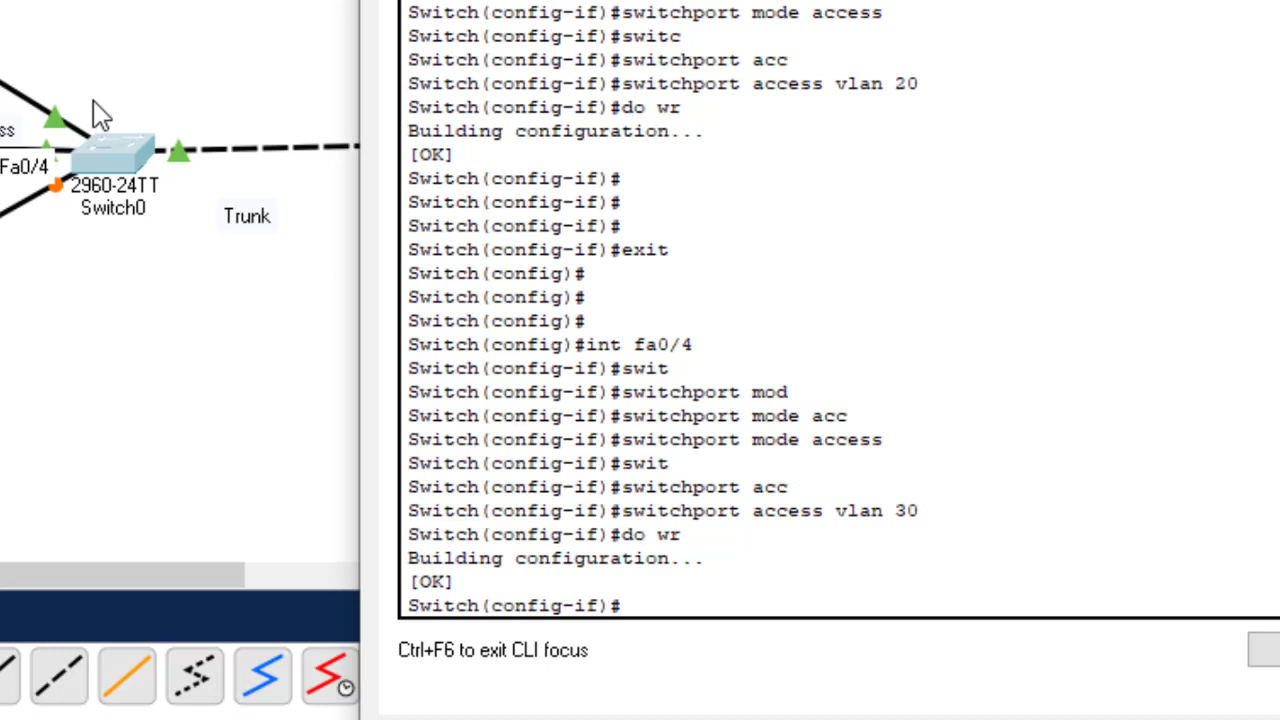 Switch(config-if)#switchport mode access
Switch(config-if)#switc
Switch(config-if)#switchport acc
Switch(config-if)#switchport access vlan 20
Switch(config-if)#do wr
Building configuration...
[OK]
Switch(config-if)#
Switch(config-if)#
Switch(config-if)#
Switch(config-if)#exit
Switch(config)#
Switch(config)#
Switch(config)#
Switch(config)#int fa0/4
Switch(config-if)#swit
Switch(config-if)#switchport mod
Switch(config-if)#switchport mode acc
Switch(config-if)#switchport mode access
Switch(config-if)#swit
Switch(config-if)#switchport acc
Switch(config-if)#switchport access vlan 30
Switch(config-if)#do wr
Building configuration...
[OK]
Switch(config-if)#
Ctrl+F6 to exit CLI focus
ss
Fa0/4
2960-24TT
Switch0
Trunk